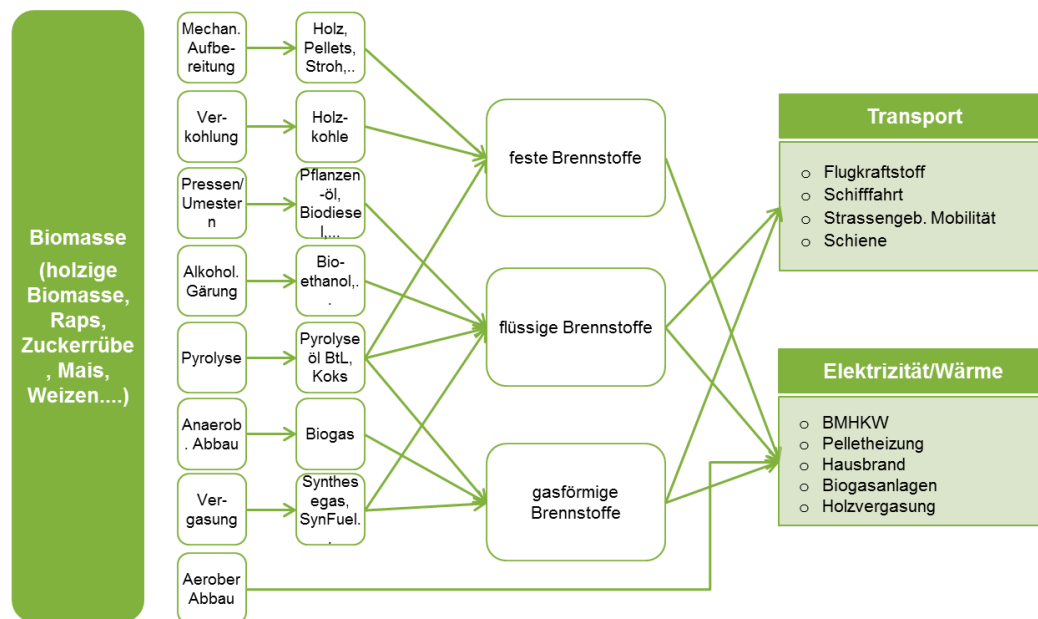 Biomasse
(holzige
Biomasse,
Raps,
Zuckerrübe
, Mais,
Weizen....)
Mechan.
Aufbe-
reitung
Holz,
Pellets,
Stroh,..
Ver-
kohlung
Holz-
kohle
Pressen/
Umester
n
Pflanzen
-öl,
Biodiese
l,...
Alkohol.
Gärung
Bio-
ethanol,.
.
Pyrolyse
Pyrolyse
öl BtL,
Koks
Anaerob
. Abbau
Biogas
Ver-
gasung
Synthes
egas,
SynFuel.
.
Aerober
Abbau
feste Brennstoffe
flüssige Brennstoffe
gasförmige
Brennstoffe
Transport
o Flugkraftstoff
o Schifffahrt
o Strassengeb. Mobilität
o Schiene
Elektrizität/Wärme
o BMHKW
o Pelletheizung
o Hausbrand
o Biogasanlagen
o Holzvergasung